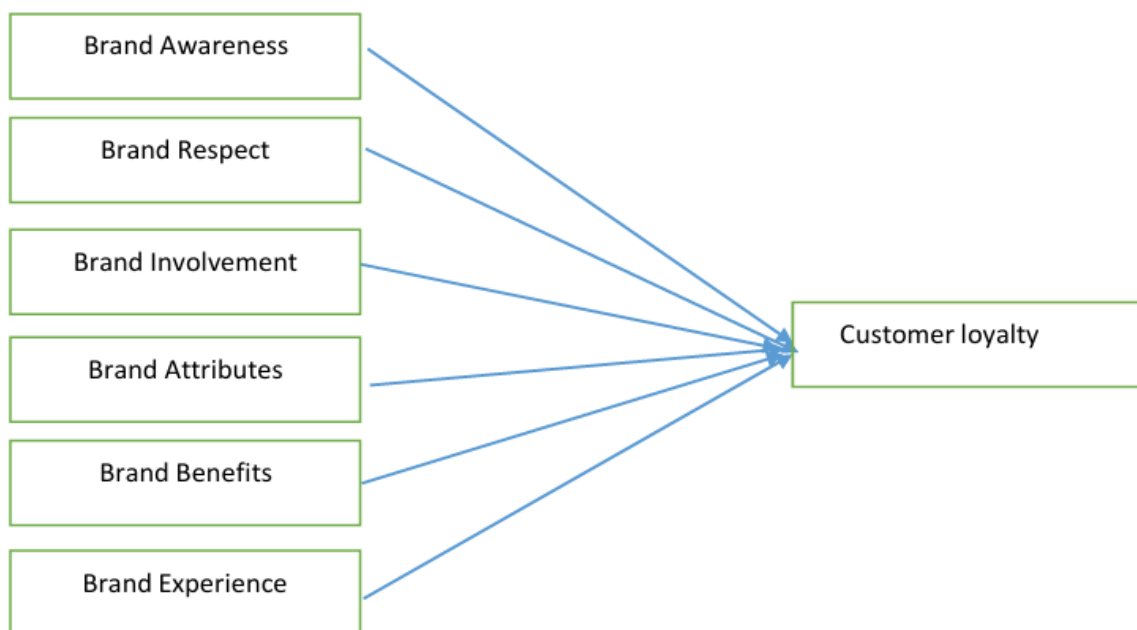 Brand Awareness
Brand Respect
Brand Involvement
Brand Attributes
Brand Benefits
Brand Experience
Customer loyalty